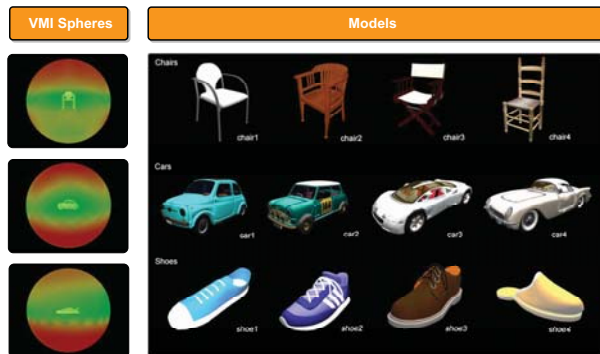 VMI Spheres
Models
Chairs
chair1
chair2
chair3
chair4
Cars
car1
car2
car3
car4
Shoes
shoe1
shoe2
shoe3
shoe4